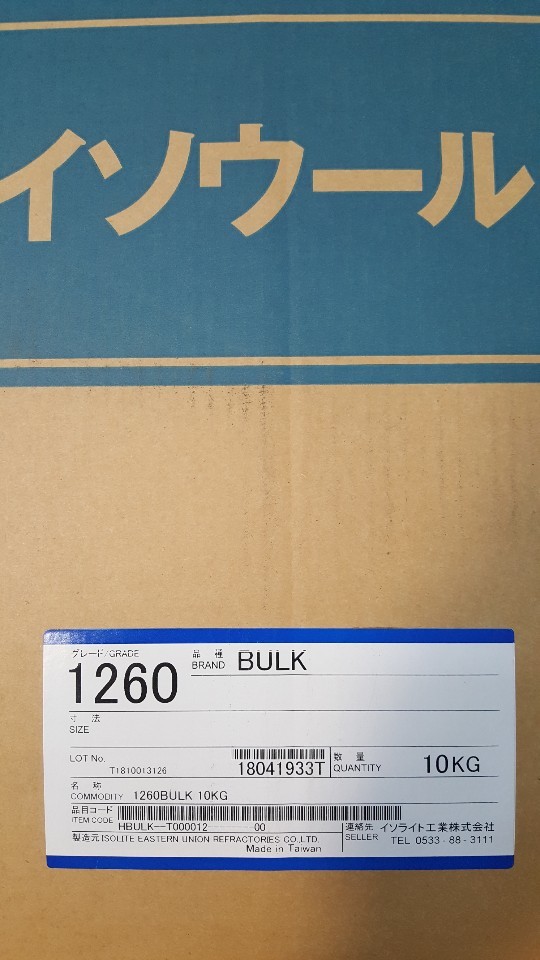 イソウール
グレード/GRADE
1260
品 種
BRAND
BULK
寸 法
SIZE
LOT No.
T1810013126
18041933T
数 量
QUANTITY
10KG
名 称
COMMODITY 1260BULK 10KG
品目コード
ITEM CODE
HBULK--T000012 00
製造元 ISOLITE EASTERN UNION REFRACTORIES CO.,LTD.
Made in Taiwan
連絡先 イソライト工業株式会社
SELLER TEL 0533-88-3111